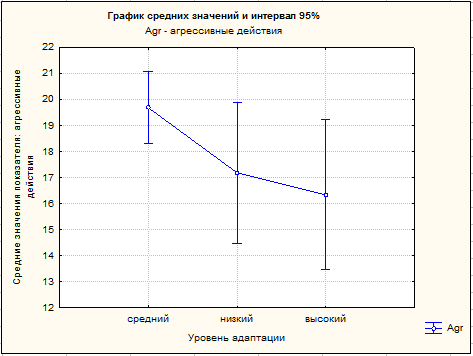 График средних значений и интервал 95%
Agr - агрессивные действия
Средние значения показателя: агрессивные
действия
22
21
20
19
18
17
16
15
14
13
12
средний низкий высокий
Уровень адаптации
Agr